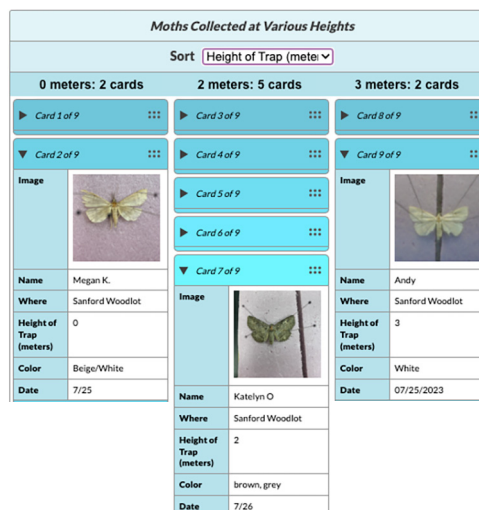 Moths Collected at Various Heights
Sort Height of Trap (mete
0 meters: 2 cards
Card 1 of 9
Card 2 of 9
Image
Name Megan K.
Where Sanford Woodlot
Height of 0
Trap
(meters)
Color Beige/White
Date 7/25
2 meters: 5 cards
Card 3 of 9
Card 4 of 9
Card 5 of 9
Card 6 of 9
Card 7 of 9
Image
Name Katelyn O
Where Sanford Woodlot
Height of 2
Trap
(meters)
Color brown, grey
Date 7/26
3 meters: 2 cards
Card 8 of 9
Card 9 of 9
Image
Name Andy
Where Sanford Woodlot
Height of 3
Trap
(meters)
Color White
Date 07/25/2023